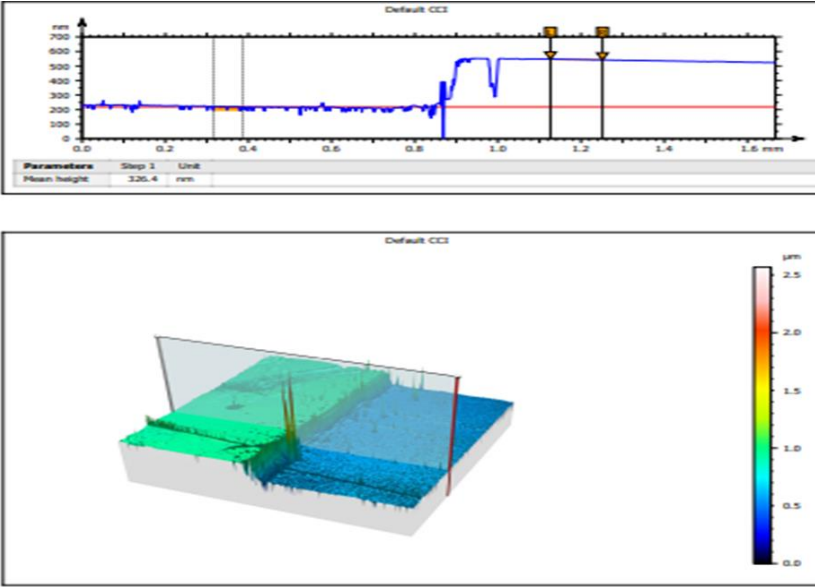 Default CCI
nm
700
600
500
400
300
200
100
0
0.0 0.2 0.4 0.6 0.8 1.0 1.2 1.4 1.6 mm
Parameters Step 1 Unit
Mean height 326.4 nm
Default CCI
µm
2.5
2.0
1.5
1.0
0.5
0.0